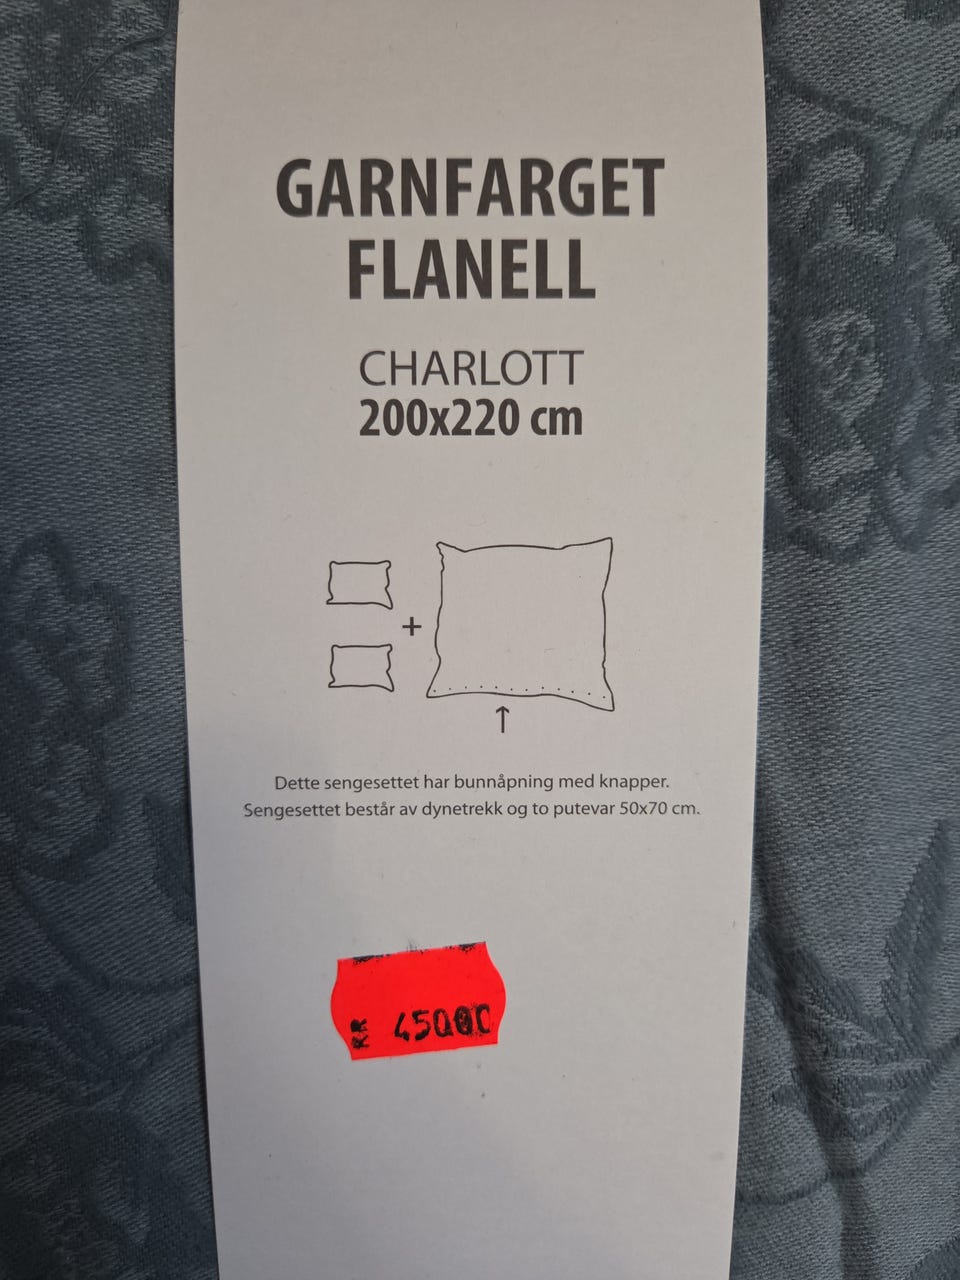 GARNFARGET
FLANELL
CHARLOTT
200x220 cm
+
Dette sengesettet har bunnåpning med knapper.
Sengesettet består av dynetrekk og to putevar 50x70 cm.
KR 450.00